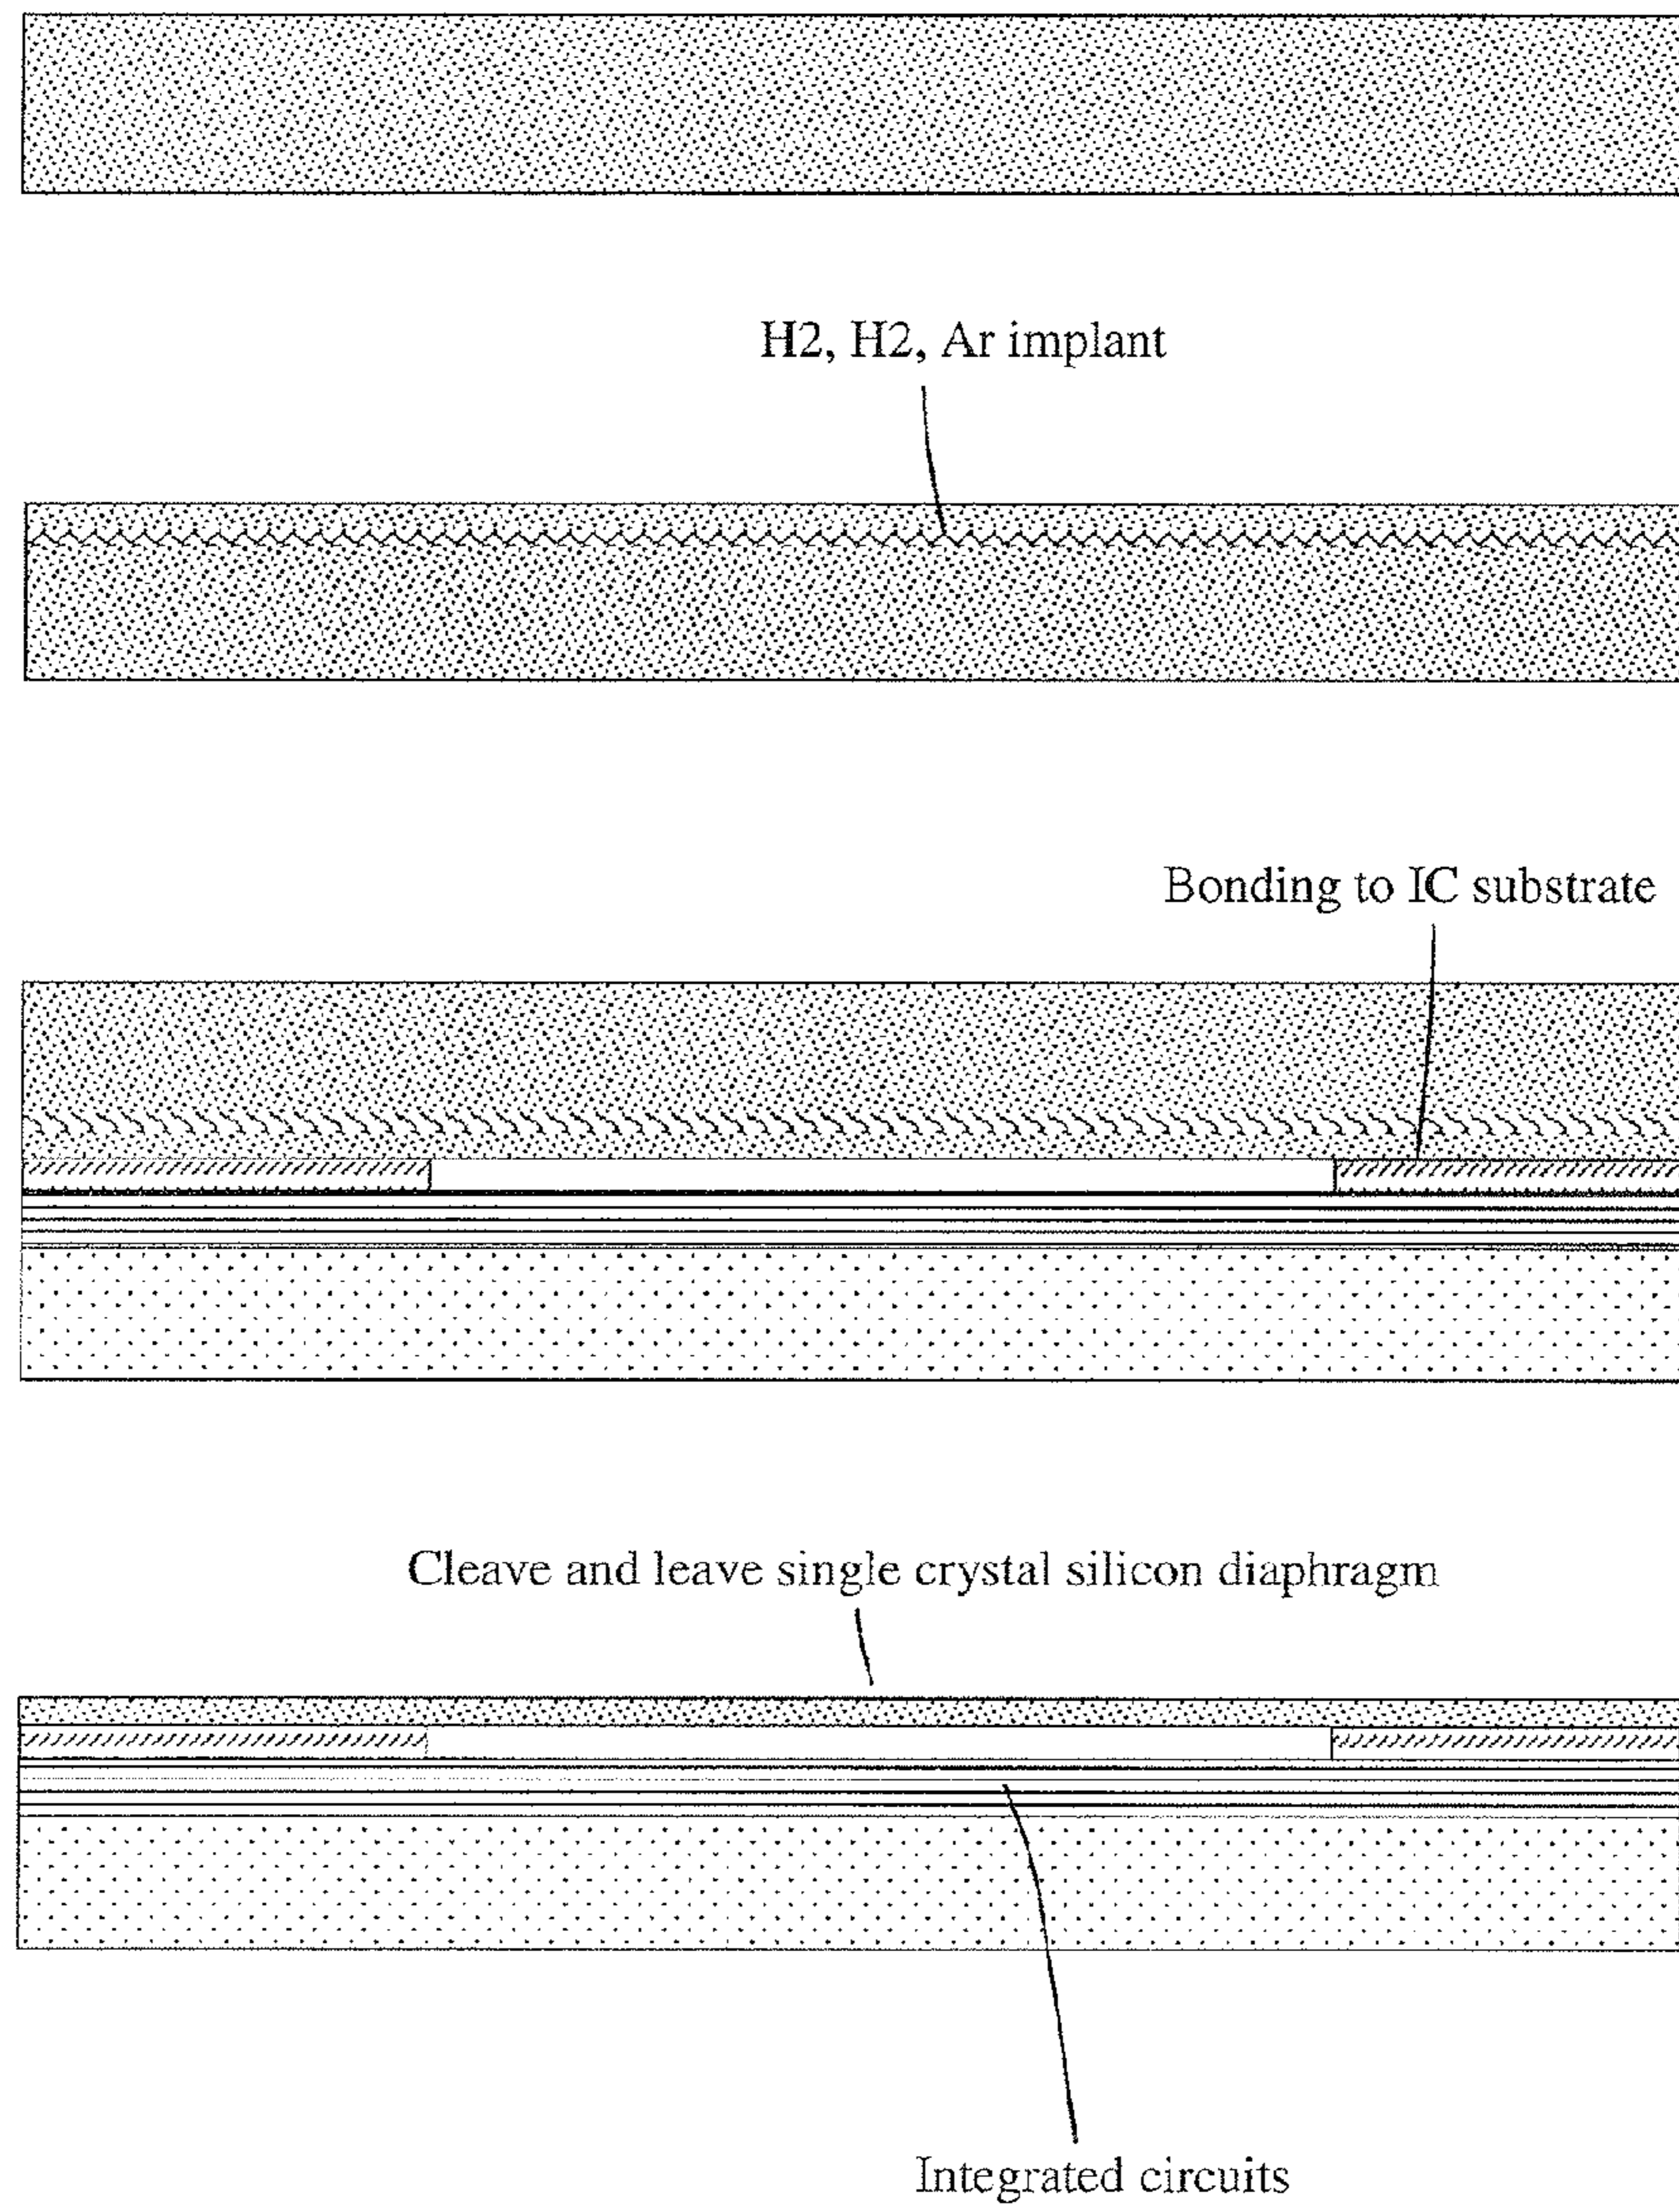 H2, H2, Ar implant
Bonding to IC substrate
Cleave and leave single crystal silicon diaphragm
Integrated circuits